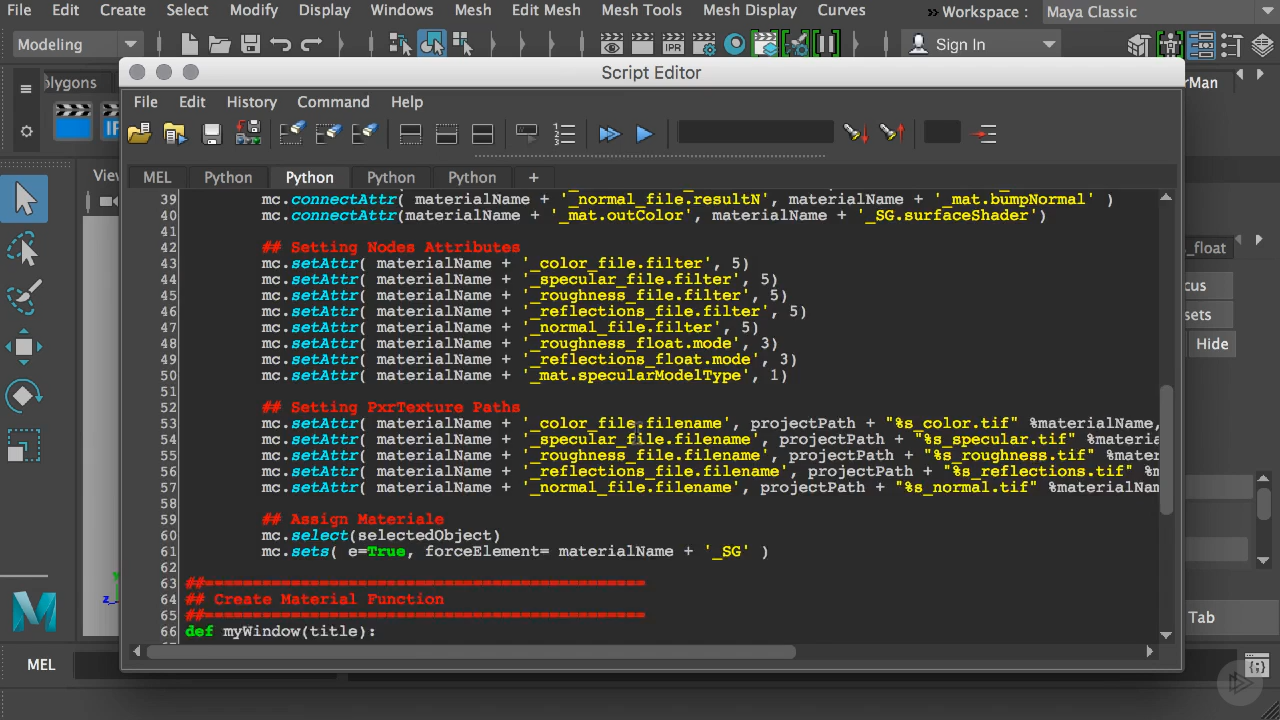 File Edit Create Select Modify Display Windows Mesh Edit Mesh Mesh Tools Mesh Display Curves » Workspace : Maya Classic
Modeling IPR Sign In
olygons rMan
Script Editor
File Edit History Command Help
MEL Python Python Python Python +
View
39 mc.connectAttr( materialName + '_normal_file.resultN', materialName + '_mat.bumpNormal' )
40 mc.connectAttr(materialName + '_mat.outColor', materialName + '_SG.surfaceShader')
41
42 ## Setting Nodes Attributes
43 mc.setAttr( materialName + '_color_file.filter', 5)
44 mc.setAttr( materialName + '_specular_file.filter', 5)
45 mc.setAttr( materialName + '_roughness_file.filter', 5)
46 mc.setAttr( materialName + '_reflections_file.filter', 5)
47 mc.setAttr( materialName + '_normal_file.filter', 5)
48 mc.setAttr( materialName + '_roughness_float.mode', 3)
49 mc.setAttr( materialName + '_reflections_float.mode', 3)
50 mc.setAttr( materialName + '_mat.specularModelType', 1)
51
52 ## Setting PxrTexture Paths
53 mc.setAttr( materialName + '_color_file.filename', projectPath + "%s_color.tif" %materialName,
54 mc.setAttr( materialName + '_specular_file.filename', projectPath + "%s_specular.tif" %materia
55 mc.setAttr( materialName + '_roughness_file.filename', projectPath + "%s_roughness.tif" %mater
56 mc.setAttr( materialName + '_reflections_file.filename', projectPath + "%s_reflections.tif" %m
57 mc.setAttr( materialName + '_normal_file.filename', projectPath + "%s_normal.tif" %materialNam
58
59 ## Assign Materiale
60 mc.select(selectedObject)
61 mc.sets( e=True, forceElement= materialName + '_SG' )
62
63 ##==============================================
64 ## Create Material Function
65 ##==============================================
66 def myWindow(title):
_float
cus
sets
Hide
Tab
z
MEL